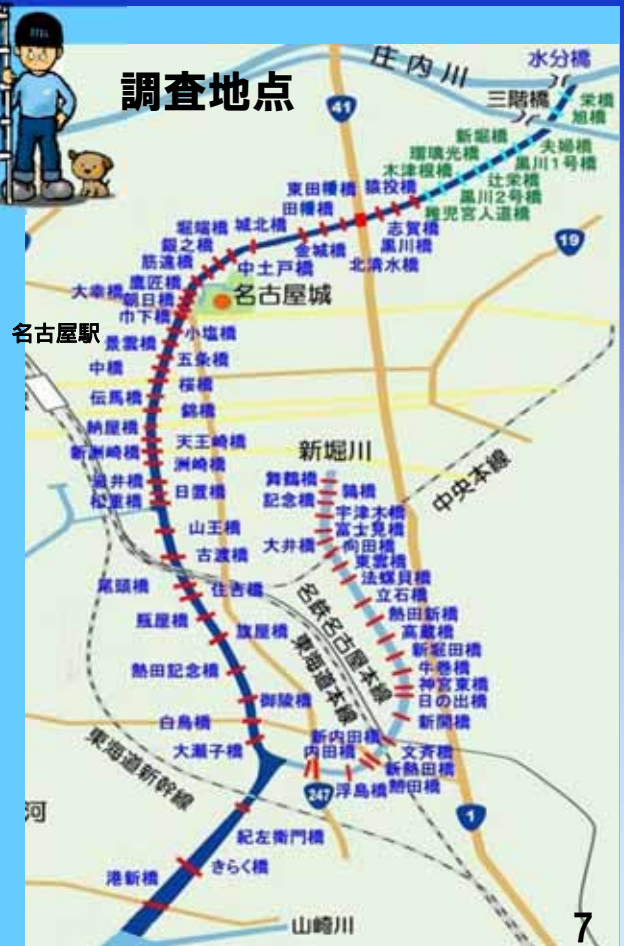 調査地点
庄内川
水分橋
三階橋
栄橋
旭橋
41
新堀橋
夫婦橋
瑠璃光橋
黒川1号橋
木津根橋
辻栄橋
東田幡橋
猿投橋
黒川2号橋
田幡橋
稚児宮人道橋
堀端橋
城北橋
志賀橋
金城橋
黒川橋
19
筋違橋
中土戸橋
北清水橋
鷹匠橋
大幸橋
朝日橋
名古屋城
巾下橋
名古屋駅
小塩橋
景雲橋
五条橋
中橋
桜橋
伝馬橋
錦橋
納屋橋
天王崎橋
新洲崎橋
洲崎橋
新堀川
日置橋
舞鶴橋
鶴橋
松重橋
記念橋
宇津木橋
中央本線
山王橋
富士見橋
大井橋
向田橋
古渡橋
東雲橋
法螺貝橋
尾頭橋
住吉橋
立石橋
名鉄名古屋本線
熱田新橋
瓶屋橋
高蔵橋
旗屋橋
新堀田橋
東海道本線
牛巻橋
熱田記念橋
神宮東橋
御陵橋
日の出橋
白鳥橋
新開橋
新内田橋
大瀬子橋
内田橋
文斉橋
新熱田橋
東海道新幹線
247
浮島橋
熱田橋
1
河
紀左衛門橋
きらく橋
港新橋
山崎川
7